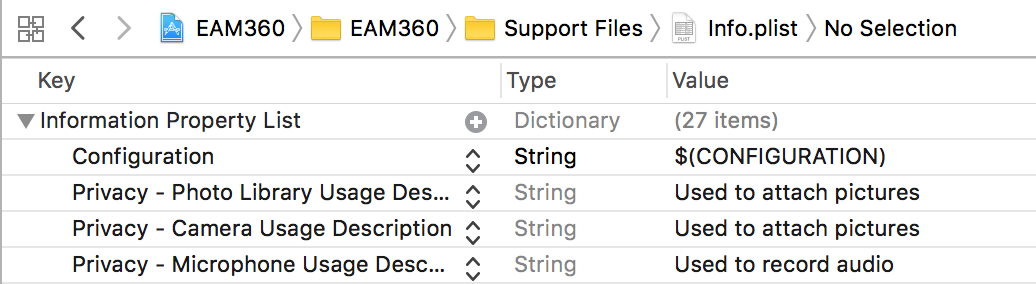 EAM360 EAM360 Support Files Info.plist No Selection
Key Type Value
Information Property List Dictionary (27 items)
Configuration String $(CONFIGURATION)
Privacy - Photo Library Usage Des... String Used to attach pictures
Privacy - Camera Usage Description String Used to attach pictures
Privacy - Microphone Usage Desc... String Used to record audio